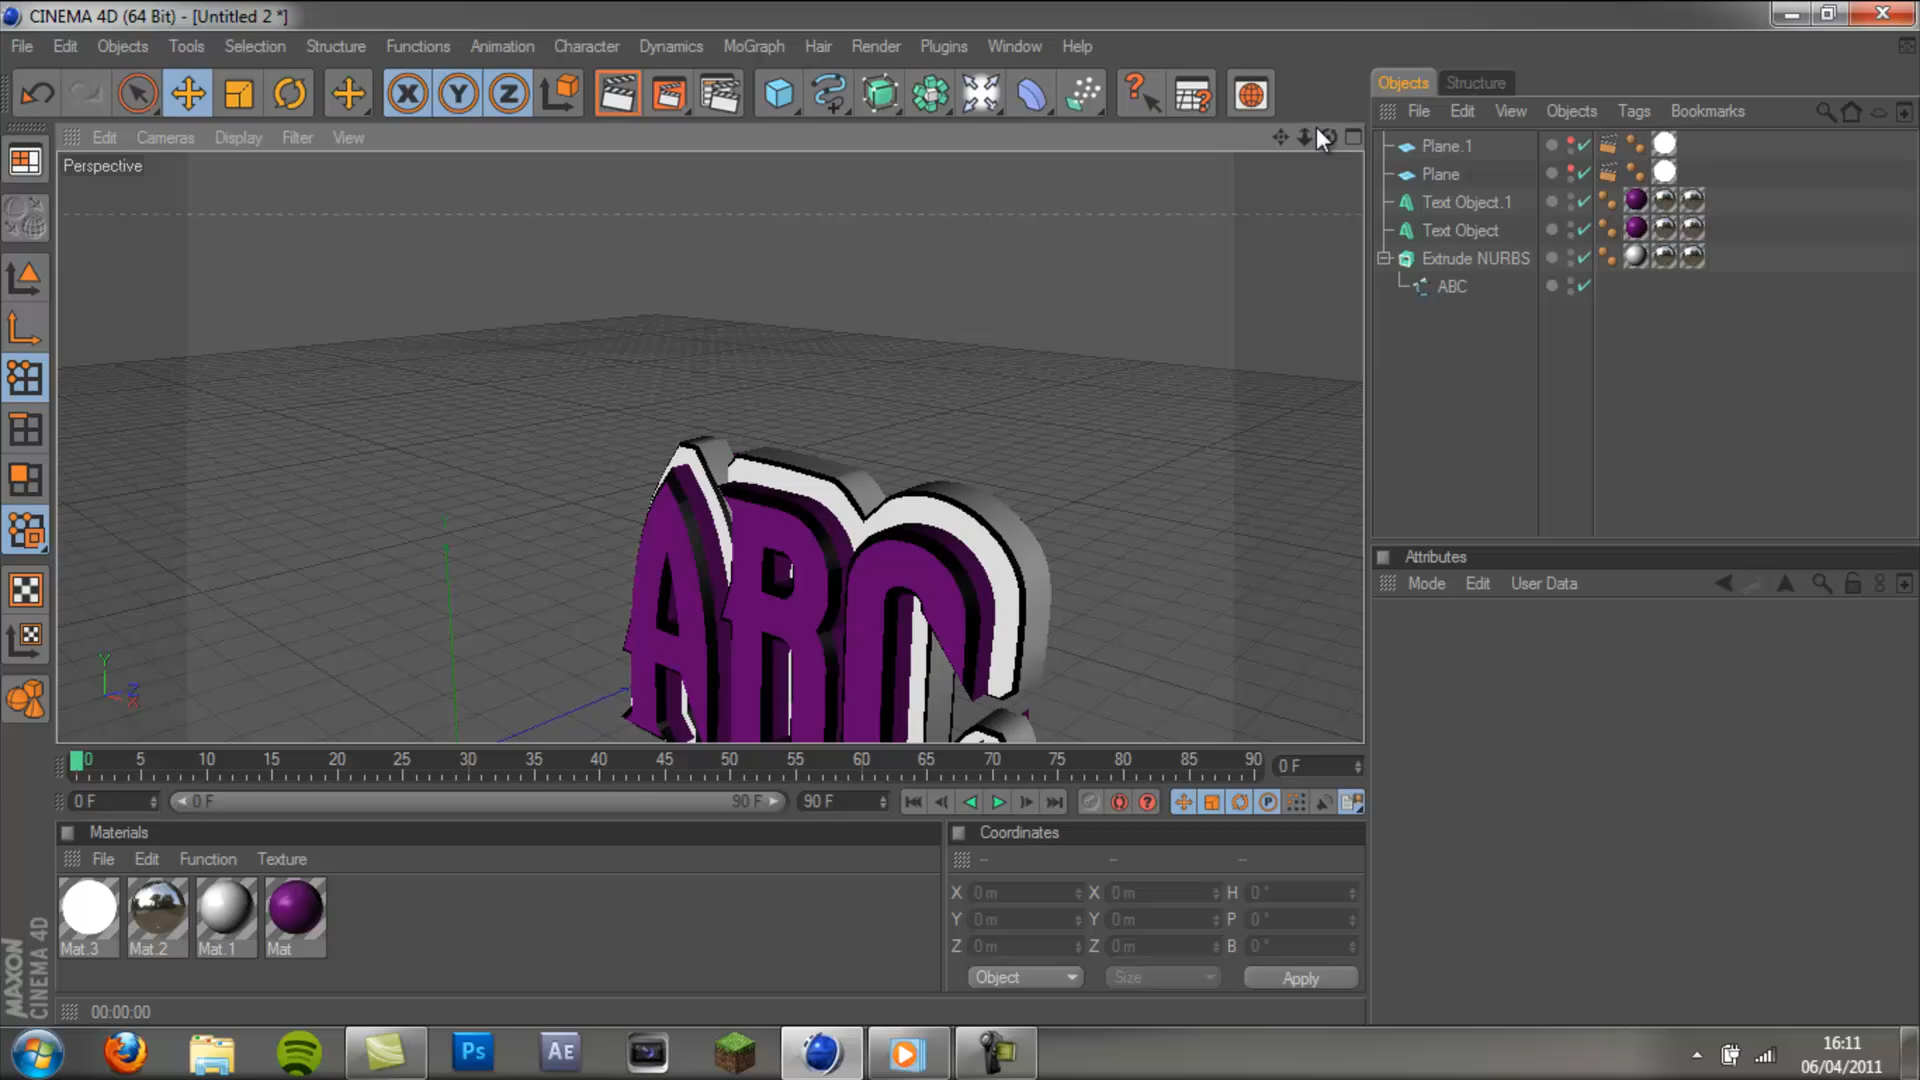 CINEMA 4D (64 Bit) - [Untitled 2 *]
File Edit Objects Tools Selection Structure Functions Animation Character Dynamics MoGraph Hair Render Plugins Window Help
Objects Structure
File Edit View Objects Tags Bookmarks
Edit Cameras Display Filter View
Perspective
Plane.1
Plane
Text Object.1
Text Object
Extrude NURBS
ABC
Attributes
Mode Edit User Data
ABC
Y
Z
X
0 5 10 15 20 25 30 35 40 45 50 55 60 65 70 75 80 85 90 0 F
0 F 0 F 90 F 90 F
Materials
File Edit Function Texture
Mat.3 Mat.2 Mat.1 Mat
Coordinates
X 0 m X 0 m H 0 °
Y 0 m Y 0 m P 0 °
Z 0 m Z 0 m B 0 °
Object Size Apply
MAXON
CINEMA 4D
00:00:00
Ps AE
16:11
06/04/2011